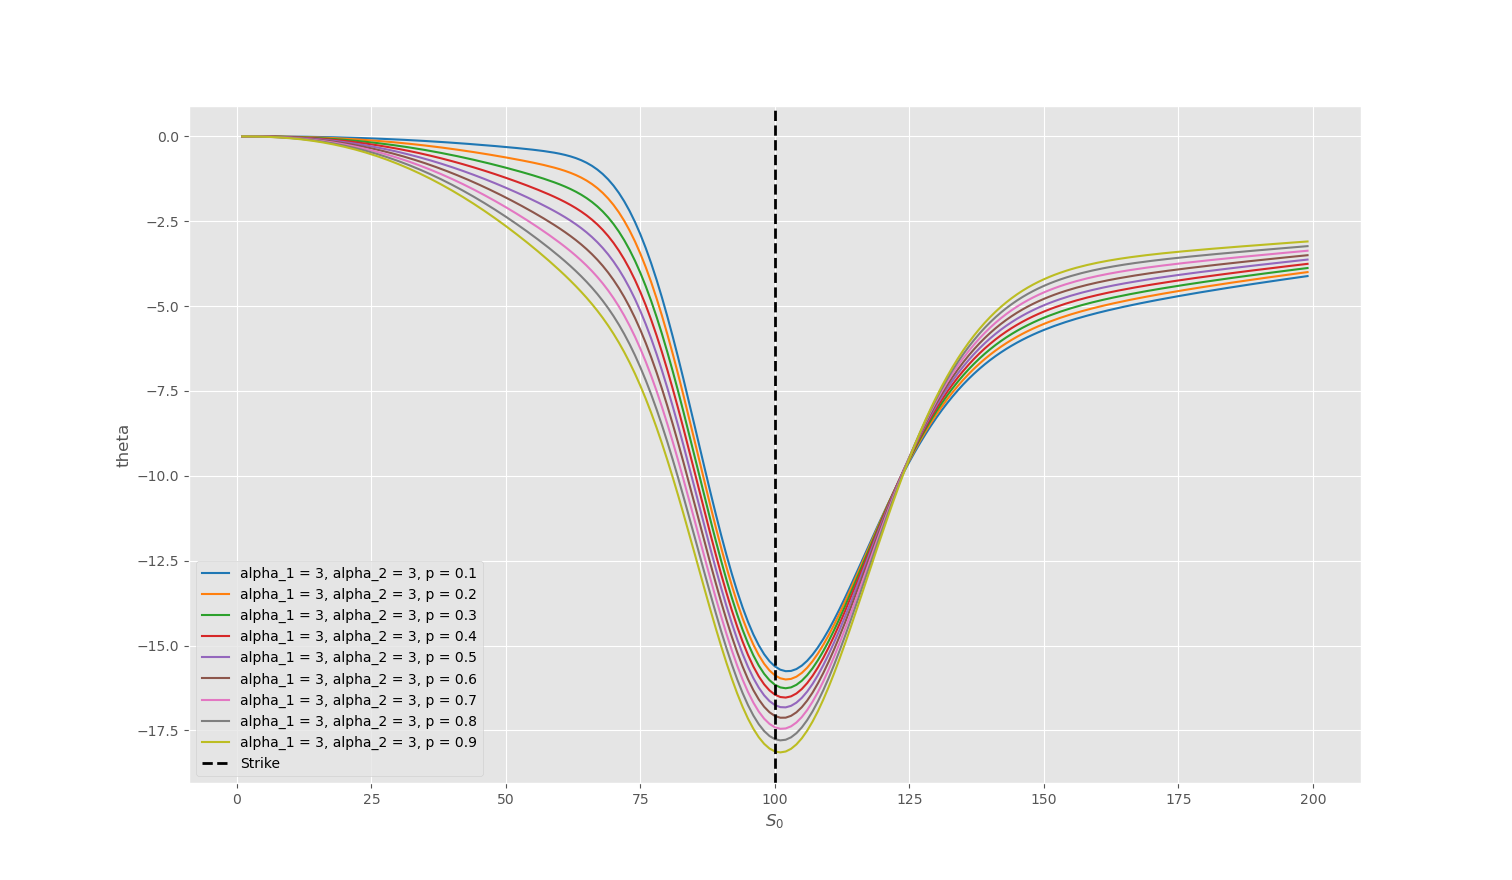 0.0
−2.5
−5.0
−7.5
−10.0
−12.5
−15.0
−17.5
theta
alpha_1 = 3, alpha_2 = 3, p = 0.1
alpha_1 = 3, alpha_2 = 3, p = 0.2
alpha_1 = 3, alpha_2 = 3, p = 0.3
alpha_1 = 3, alpha_2 = 3, p = 0.4
alpha_1 = 3, alpha_2 = 3, p = 0.5
alpha_1 = 3, alpha_2 = 3, p = 0.6
alpha_1 = 3, alpha_2 = 3, p = 0.7
alpha_1 = 3, alpha_2 = 3, p = 0.8
alpha_1 = 3, alpha_2 = 3, p = 0.9
Strike
0 25 50 75 100 125 150 175 200
S₀